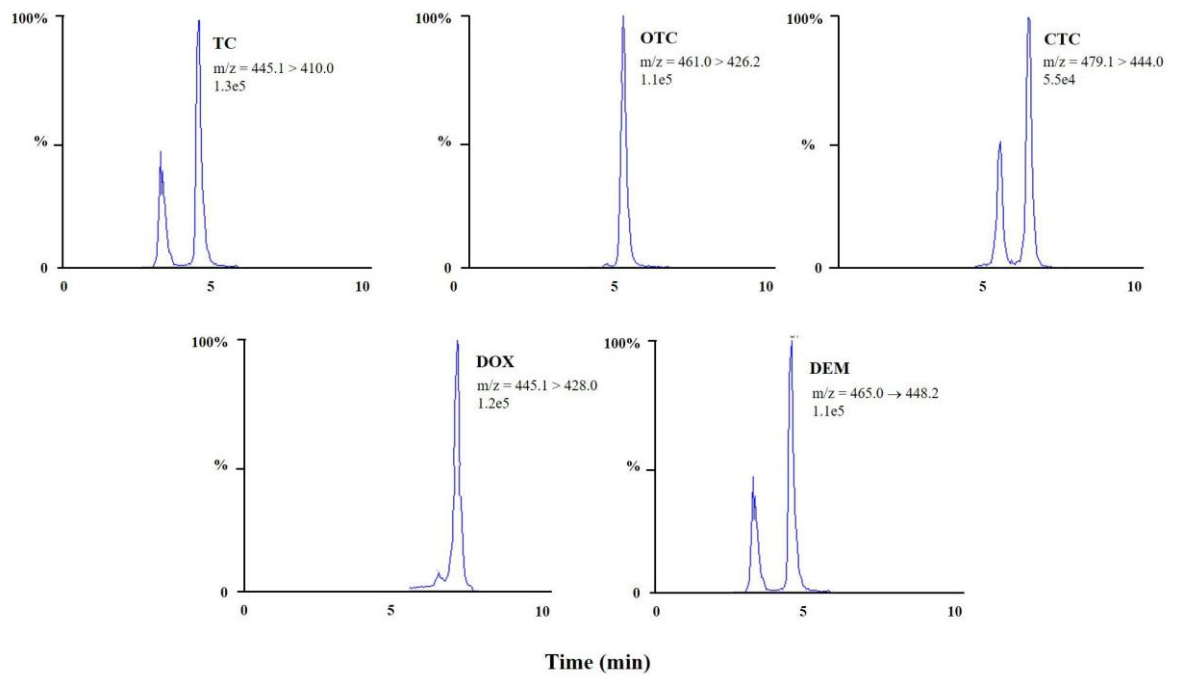 100%
%
0
0 5 10
TC
m/z = 445.1 > 410.0
1.3e5
100%
%
0
0 5 10
OTC
m/z = 461.0 > 426.2
1.1e5
100%
%
0
5 10
CTC
m/z = 479.1 > 444.0
5.5e4
100%
%
0
0 5 10
DOX
m/z = 445.1 > 428.0
1.2e5
100%
%
0
0 5 10
DEM
m/z = 465.0 → 448.2
1.1e5
Time (min)